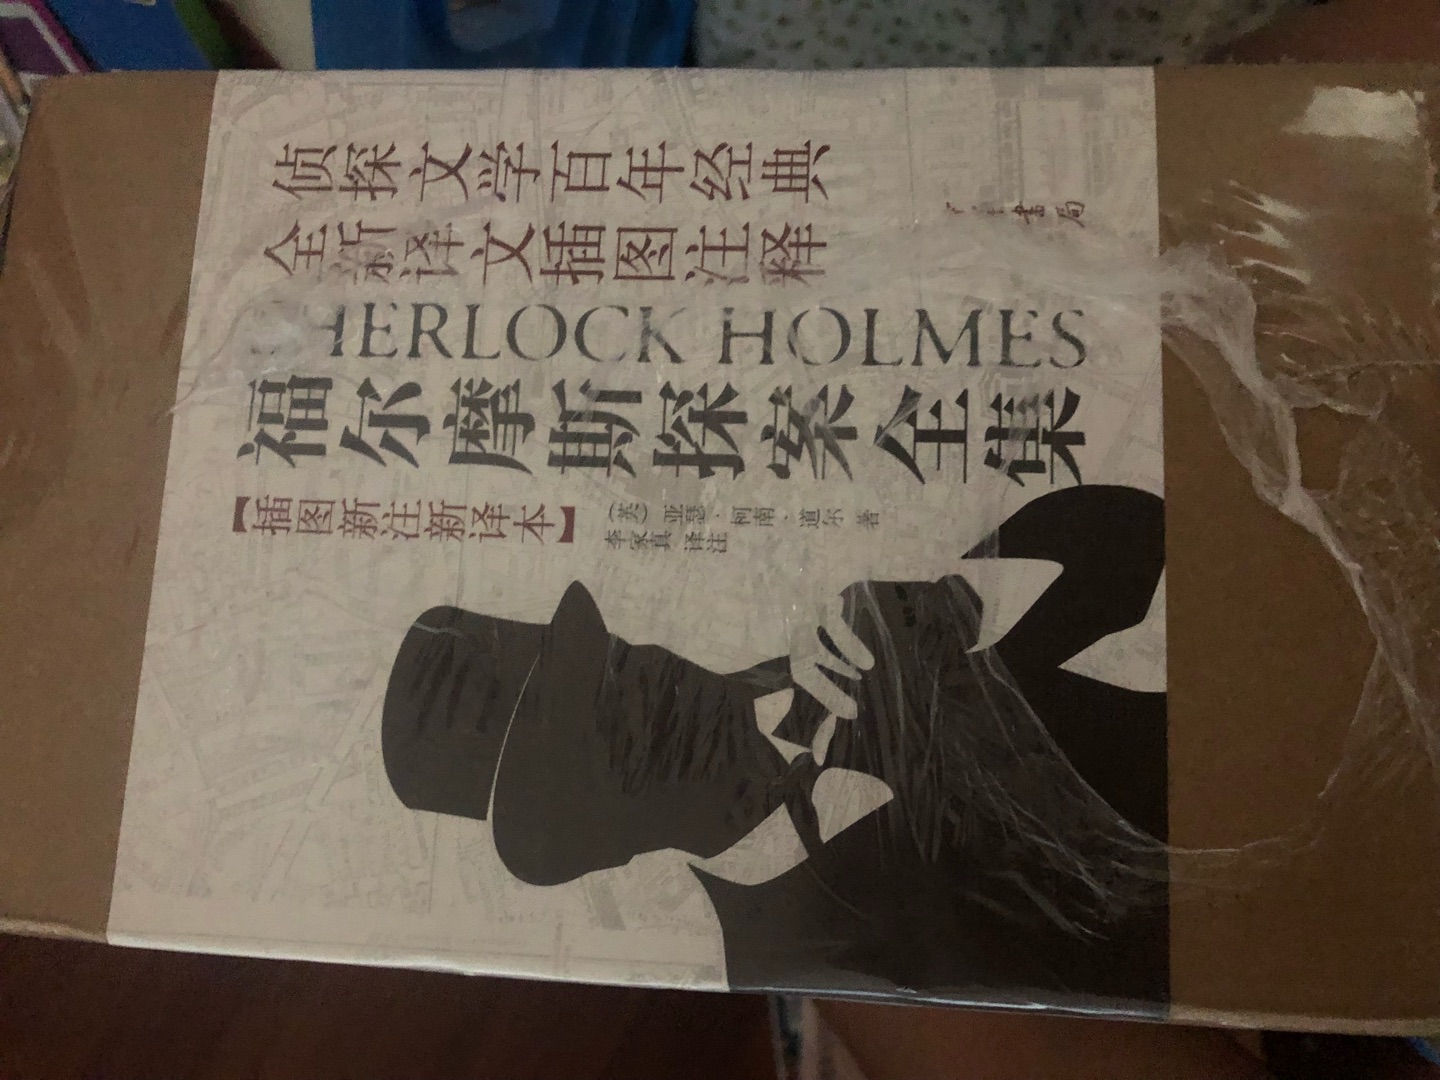 侦探文学百年经典
全新译文插图注释
SHERLOCK HOLMES
福尔摩斯探案全集
【插图新注新译本】
(英) 亚瑟·柯南·道尔 著
李家真 译注